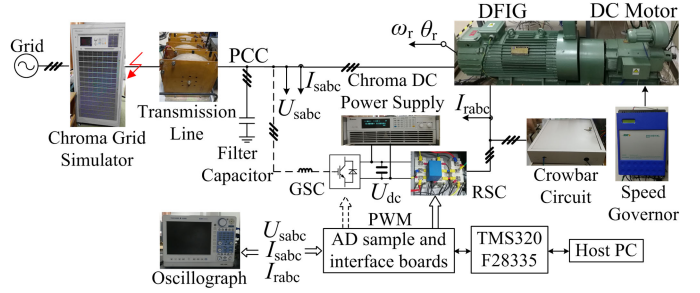 DFIG
DC Motor
ωr θr
Grid
PCC
Isabc
Usabc
Chroma DC
Power Supply
Irabc
Transmission
Line
Chroma Grid
Simulator
Filter
Capacitor
GSC
Udc
RSC
Crowbar
Circuit
Speed
Governor
PWM
Usabc
Isabc
Irabc
Oscillograph
AD sample and
interface boards
TMS320
F28335
Host PC